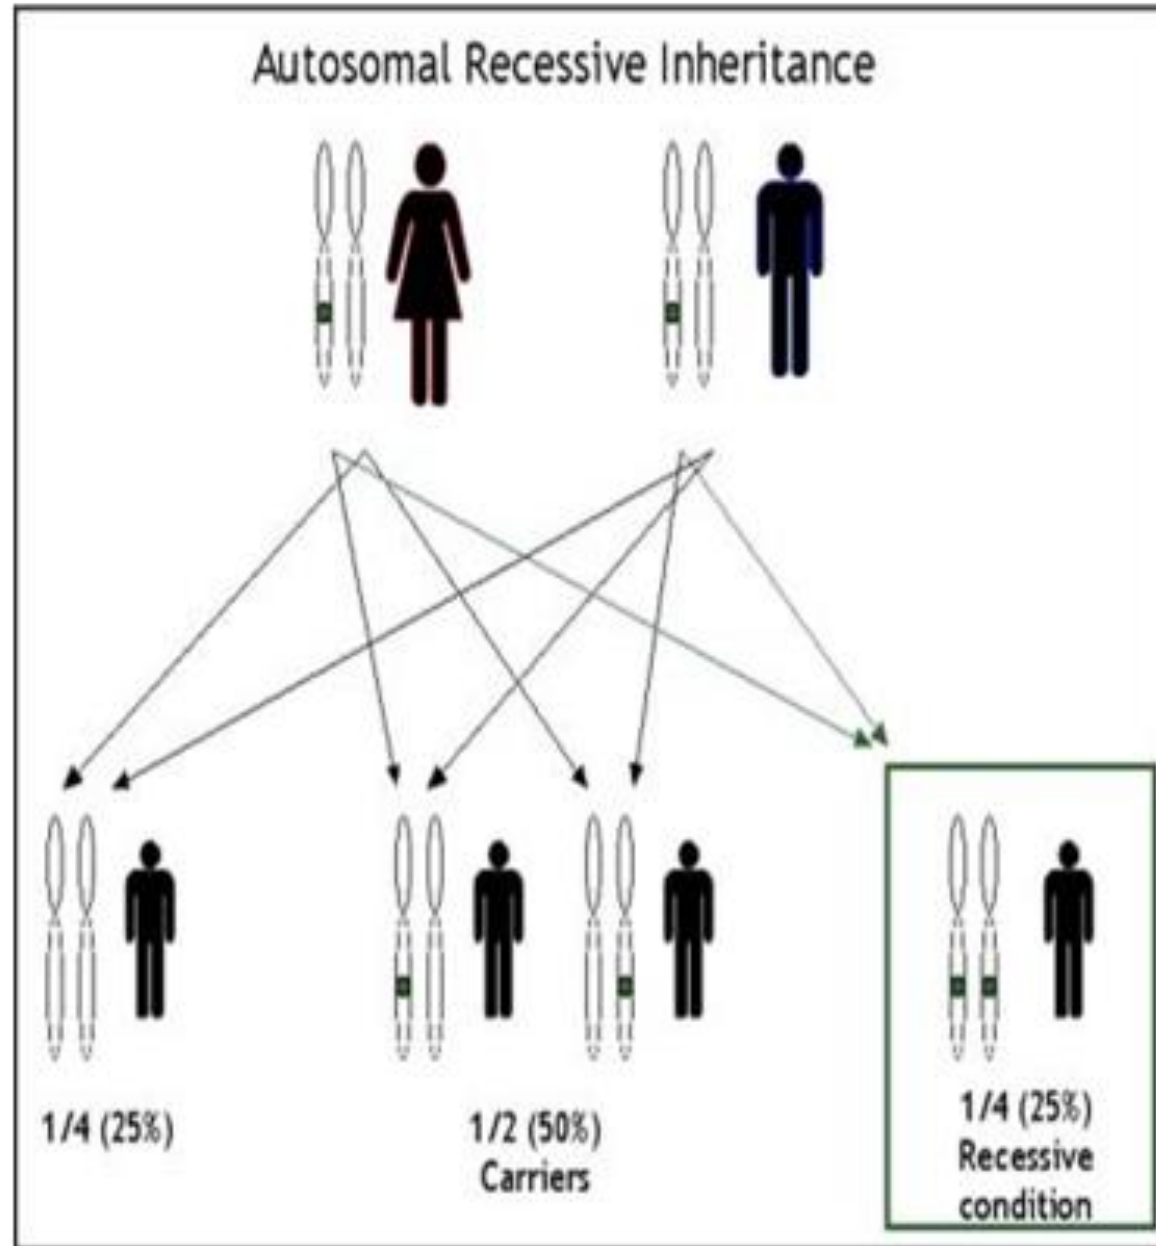 Autosomal Recessive Inheritance
1/4 (25%)
1/2 (50%)
Carriers
1/4 (25%)
Recessive
condition